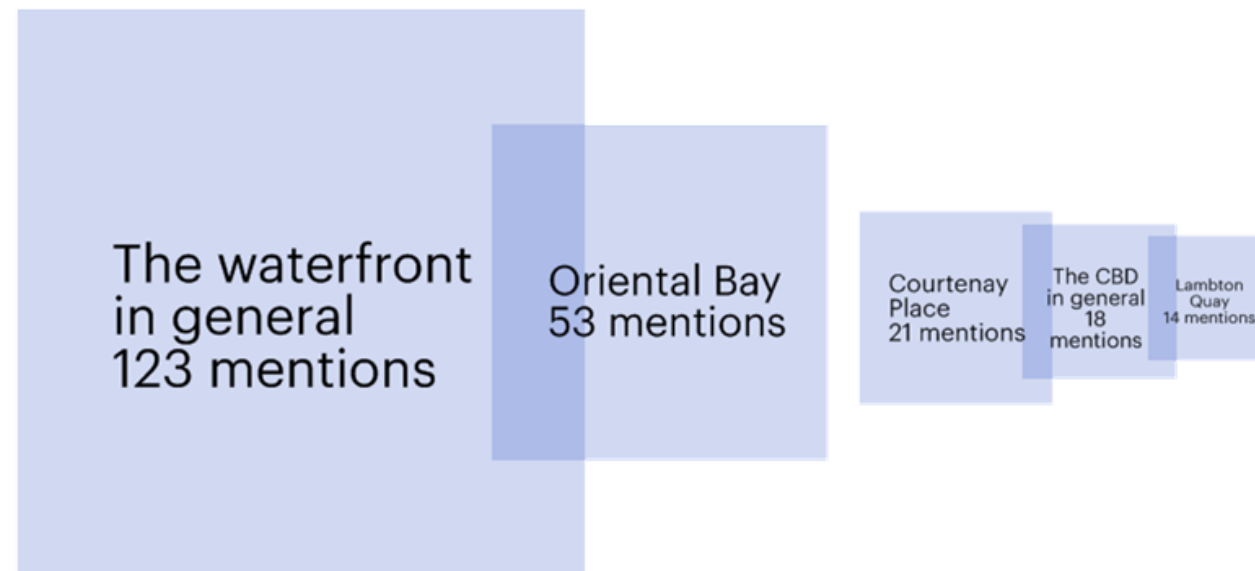 The waterfront
in general
123 mentions
Oriental Bay
53 mentions
Courtenay
Place
21 mentions
The CBD
in general
18
mentions
Lambton
Quay
14 mentions